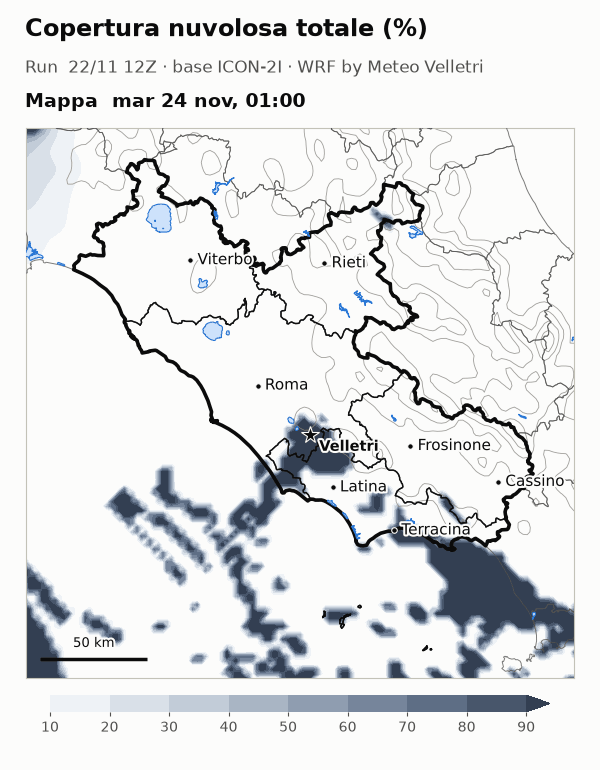 Copertura nuvolosa totale (%)
Run  22/11 12Z · base ICON-2I · WRF by Meteo Velletri
Mappa  mar 24 nov, 01:00
Viterbo
Rieti
Roma
Velletri
Frosinone
Latina
Cassino
Terracina
50 km
10 20 30 40 50 60 70 80 90